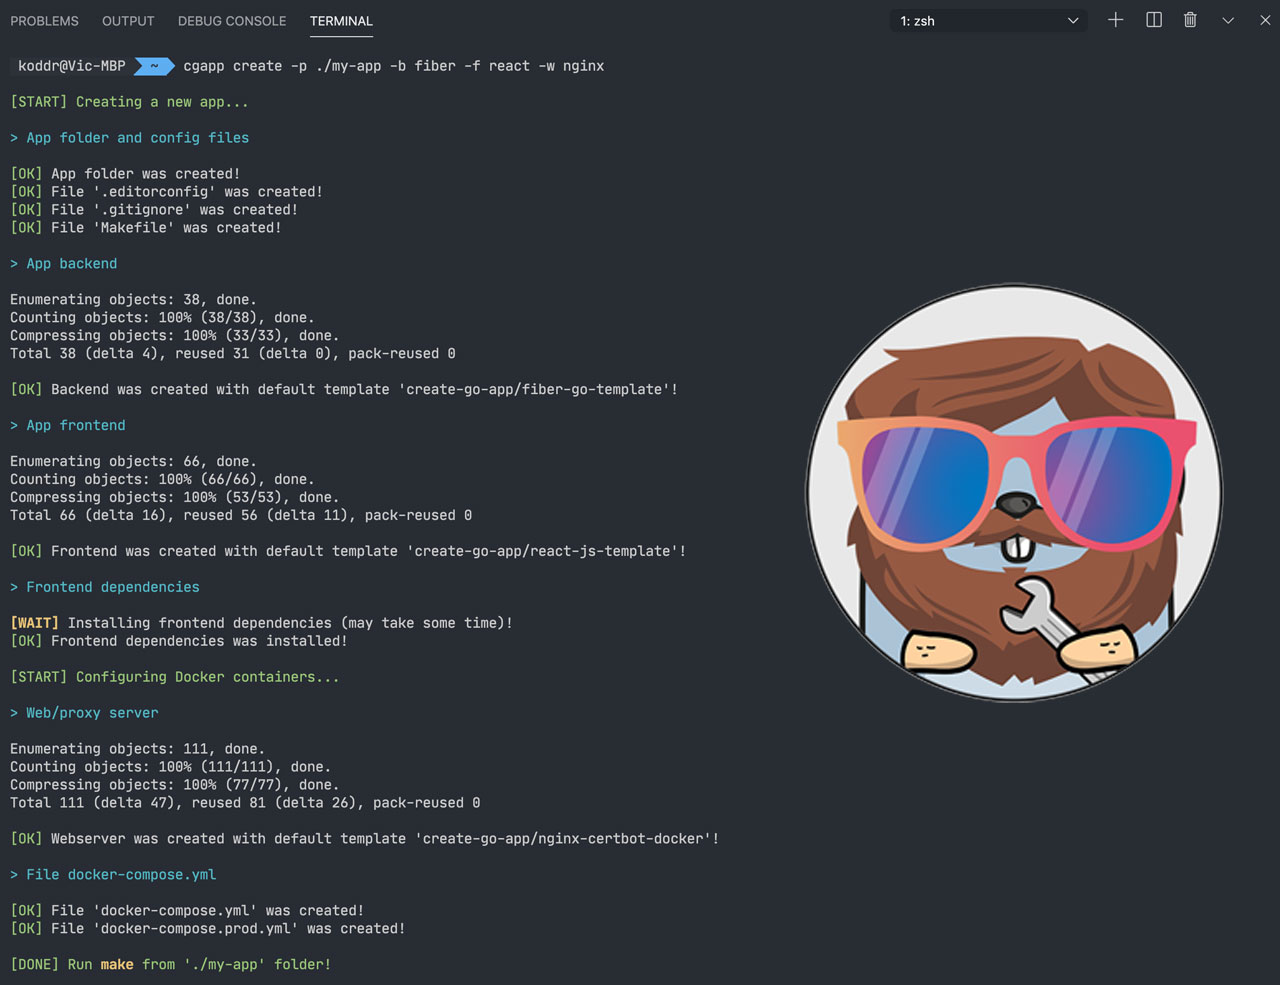 PROBLEMS OUTPUT DEBUG CONSOLE TERMINAL 1: zsh
koddr@Vic-MBP ~ cgapp create -p ./my-app -b fiber -f react -w nginx
[START] Creating a new app...
> App folder and config files
[OK] App folder was created!
[OK] File '.editorconfig' was created!
[OK] File '.gitignore' was created!
[OK] File 'Makefile' was created!
> App backend
Enumerating objects: 38, done.
Counting objects: 100% (38/38), done.
Compressing objects: 100% (33/33), done.
Total 38 (delta 4), reused 31 (delta 0), pack-reused 0
[OK] Backend was created with default template 'create-go-app/fiber-go-template'!
> App frontend
Enumerating objects: 66, done.
Counting objects: 100% (66/66), done.
Compressing objects: 100% (53/53), done.
Total 66 (delta 16), reused 56 (delta 11), pack-reused 0
[OK] Frontend was created with default template 'create-go-app/react-js-template'!
> Frontend dependencies
[WAIT] Installing frontend dependencies (may take some time)!
[OK] Frontend dependencies was installed!
[START] Configuring Docker containers...
> Web/proxy server
Enumerating objects: 111, done.
Counting objects: 100% (111/111), done.
Compressing objects: 100% (77/77), done.
Total 111 (delta 47), reused 81 (delta 26), pack-reused 0
[OK] Webserver was created with default template 'create-go-app/nginx-certbot-docker'!
> File docker-compose.yml
[OK] File 'docker-compose.yml' was created!
[OK] File 'docker-compose.prod.yml' was created!
[DONE] Run make from './my-app' folder!